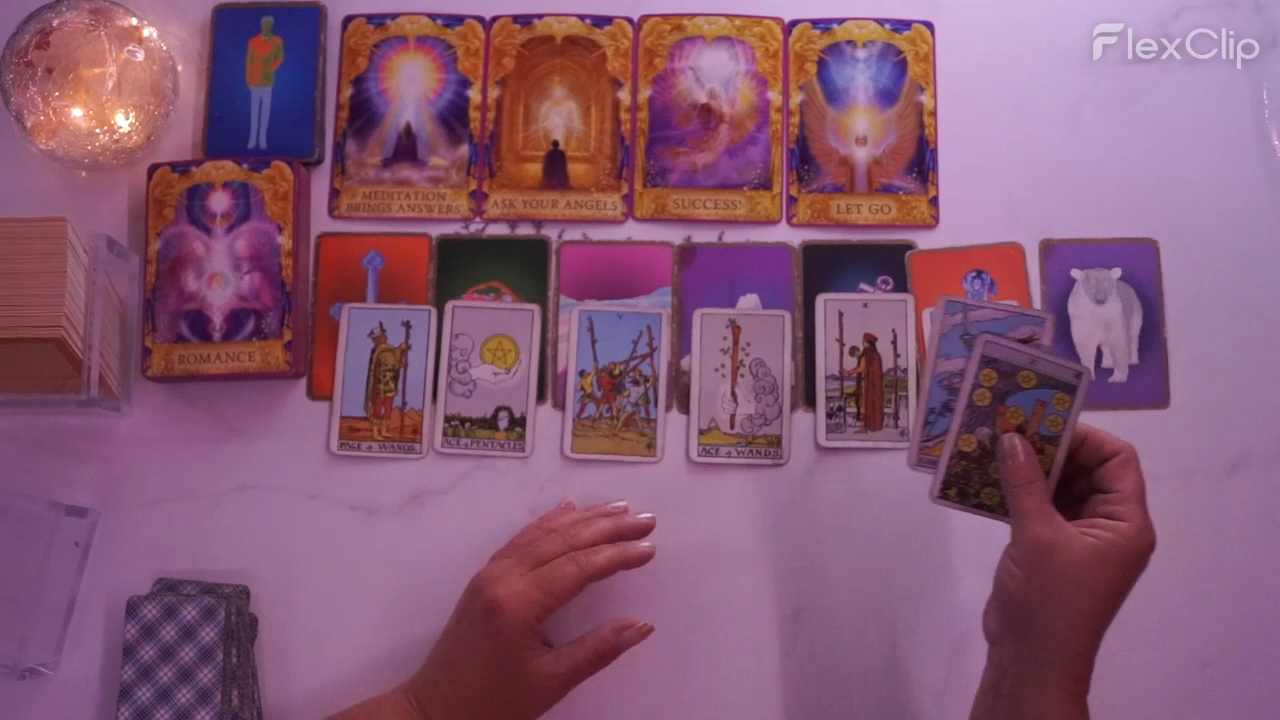 FlexClip
MEDITATION
BRINGS ANSWERS
ASK YOUR ANGELS
SUCCESS!
LET GO
ROMANCE
PAGE of WANDS.
ACE of PENTACLES.
ACE of WANDS.